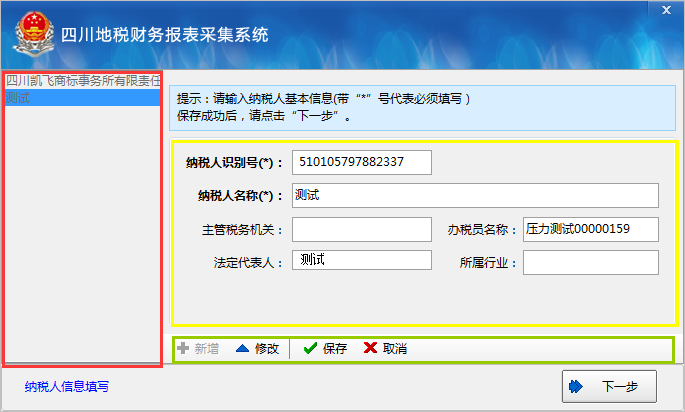 四川地税财务报表采集系统
四川凯飞商标事务所有限责任
测试
提示：请输入纳税人基本信息(带“*”号代表必须填写 )
保存成功后，请点击“下一步”。
纳税人识别号(*)： 510105797882337
纳税人名称(*)： 测试
主管税务机关： 办税员名称： 压力测试00000159
法定代表人： 测试 所属行业：
新增 修改 保存 取消
纳税人信息填写 下一步